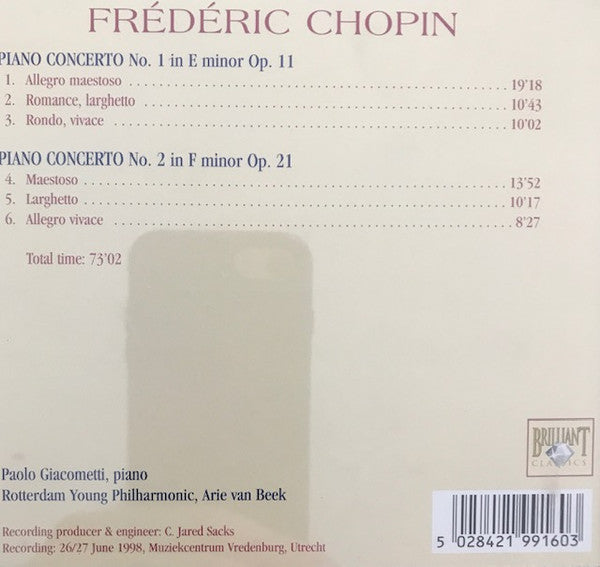 FRÉDÉRIC CHOPIN
PIANO CONCERTO No. 1 in E minor Op. 11
1. Allegro maestoso 19'18
2. Romance, larghetto 10'43
3. Rondo, vivace 10'02
PIANO CONCERTO No. 2 in F minor Op. 21
4. Maestoso 13'52
5. Larghetto 10'17
6. Allegro vivace 8'27
Total time: 73'02
BRILLIANT
CLASSICS
Paolo Giacometti, piano
Rotterdam Young Philharmonic, Arie van Beek
Recording producer & engineer: C. Jared Sacks
Recording: 26/27 June 1998, Muziekcentrum Vredenburg, Utrecht
5 028421 991603